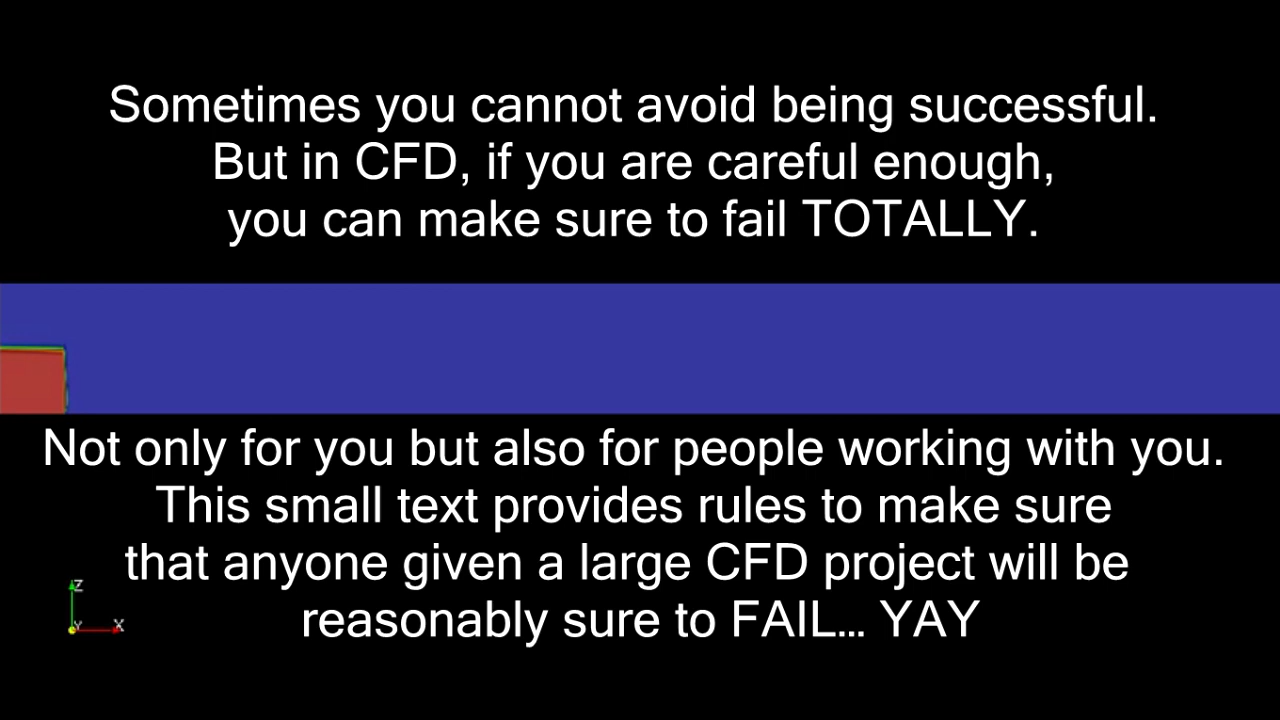 Sometimes you cannot avoid being successful.
But in CFD, if you are careful enough,
you can make sure to fail TOTALLY.
Not only for you but also for people working with you.
This small text provides rules to make sure
that anyone given a large CFD project will be
reasonably sure to FAIL... YAY
Z
Y
X